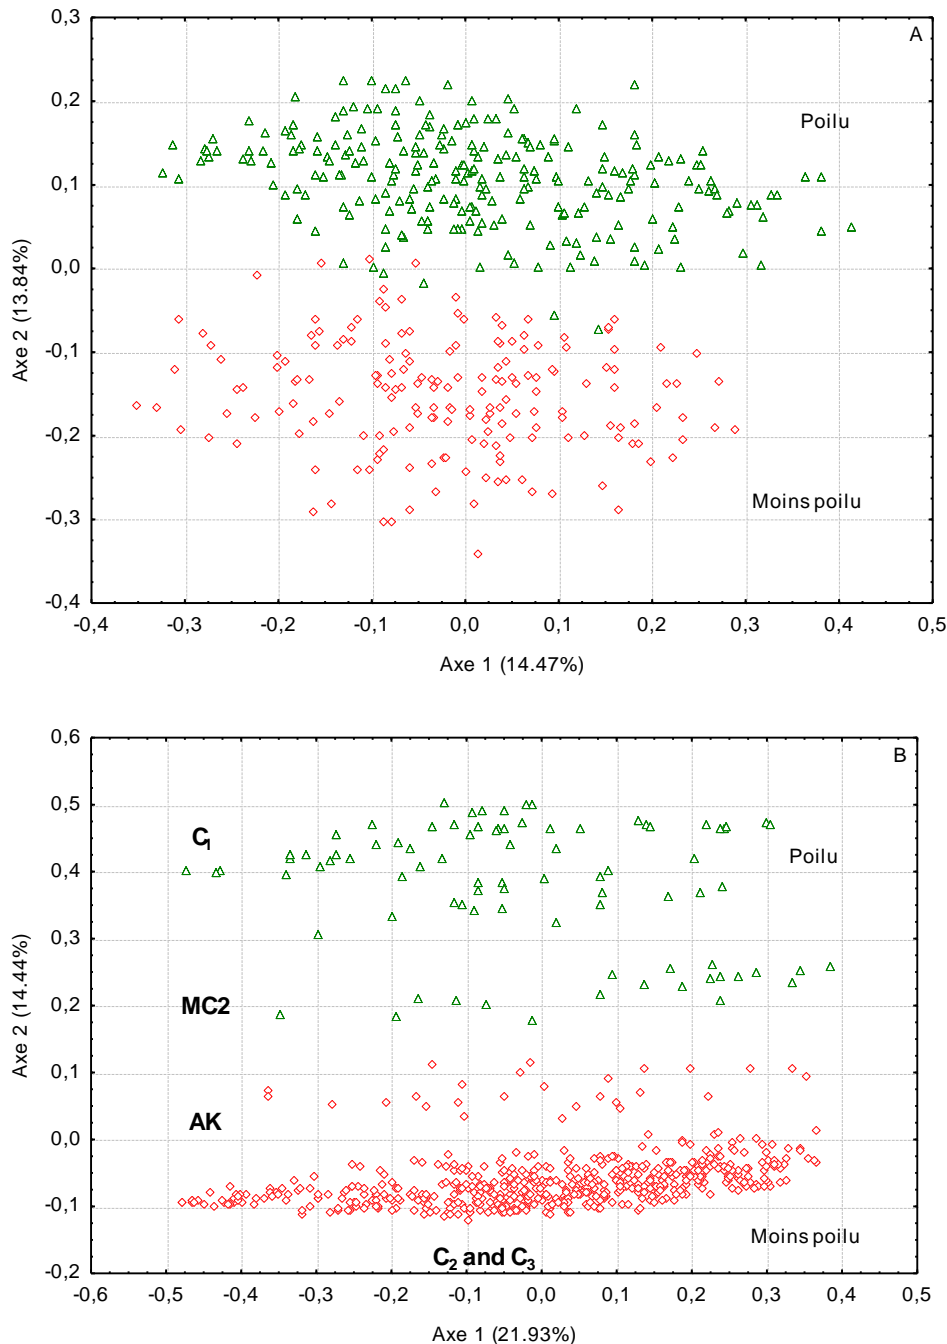 A
0,3
0,2
Poilu
0,1
0,0
-0,1
-0,2
-0,3
Moins poilu
-0,4
Axe 2 (13.84%)
-0,4 -0,3 -0,2 -0,1 0,0 0,1 0,2 0,3 0,4 0,5
Axe 1 (14.47%)
B
0,6
0,5
C1
Poilu
0,4
0,3
MC2
0,2
0,1
AK
0,0
-0,1
Moins poilu
C2 and C3
-0,2
Axe 2 (14.44%)
-0,6 -0,5 -0,4 -0,3 -0,2 -0,1 0,0 0,1 0,2 0,3 0,4 0,5
Axe 1 (21.93%)